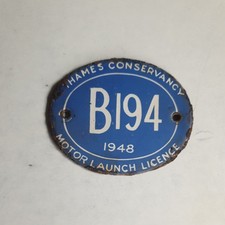 THAMES CONSERVANCY
B194
1948
MOTOR LAUNCH LICENCE